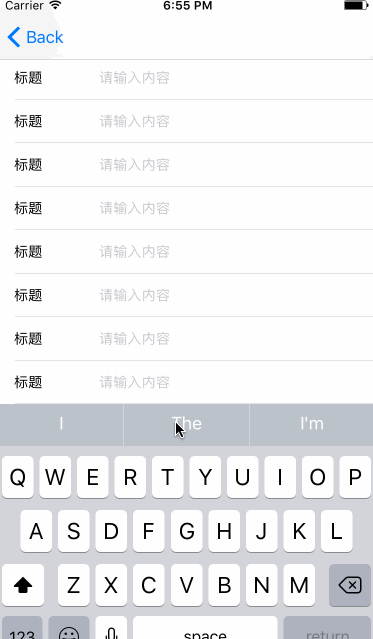 Carrier 6:55 PM
Back
标题 请输入内容
标题 请输入内容
标题 请输入内容
标题 请输入内容
标题 请输入内容
标题 请输入内容
标题 请输入内容
标题 请输入内容
I The I'm
Q W E R T Y U I O P
A S D F G H J K L
Z X C V B N M
123 space return